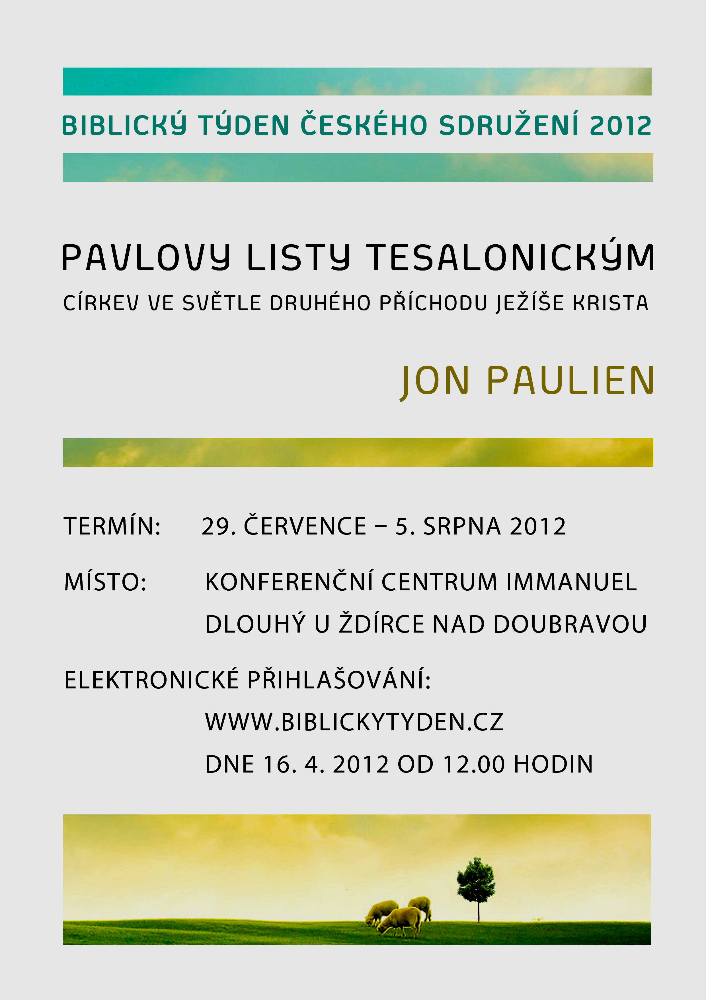 BIBLICKÝ TÝDEN ČESKÉHO SDRUŽENÍ 2012
PAVLOVY LISTY TESALONICKÝM
CÍRKEV VE SVĚTLE DRUHÉHO PŘÍCHODU JEŽÍŠE KRISTA
JON PAULIEN
TERMÍN: 29. ČERVENCE – 5. SRPNA 2012
MÍSTO: KONFERENČNÍ CENTRUM IMMANUEL
DLOUHÝ U ŽDÍRCE NAD DOUBRAVOU
ELEKTRONICKÉ PŘIHLAŠOVÁNÍ:
WWW.BIBLICKYTYDEN.CZ
DNE 16. 4. 2012 OD 12.00 HODIN